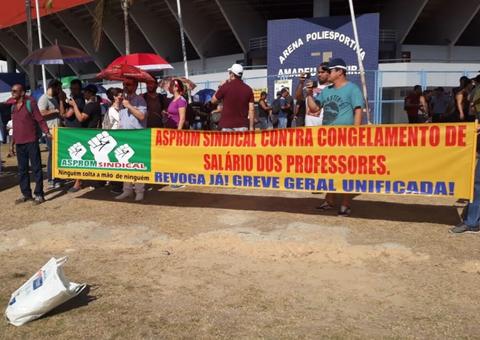 ARENA POLIESPORTIVA
AMADEU
ASPROM SINDICAL
Ninguém solta a mão de ninguém
ASPROM SINDICAL CONTRA CONGELAMENTO DE
SALÁRIO DOS PROFESSORES.
REVOGA JÁ! GREVE GERAL UNIFICADA!